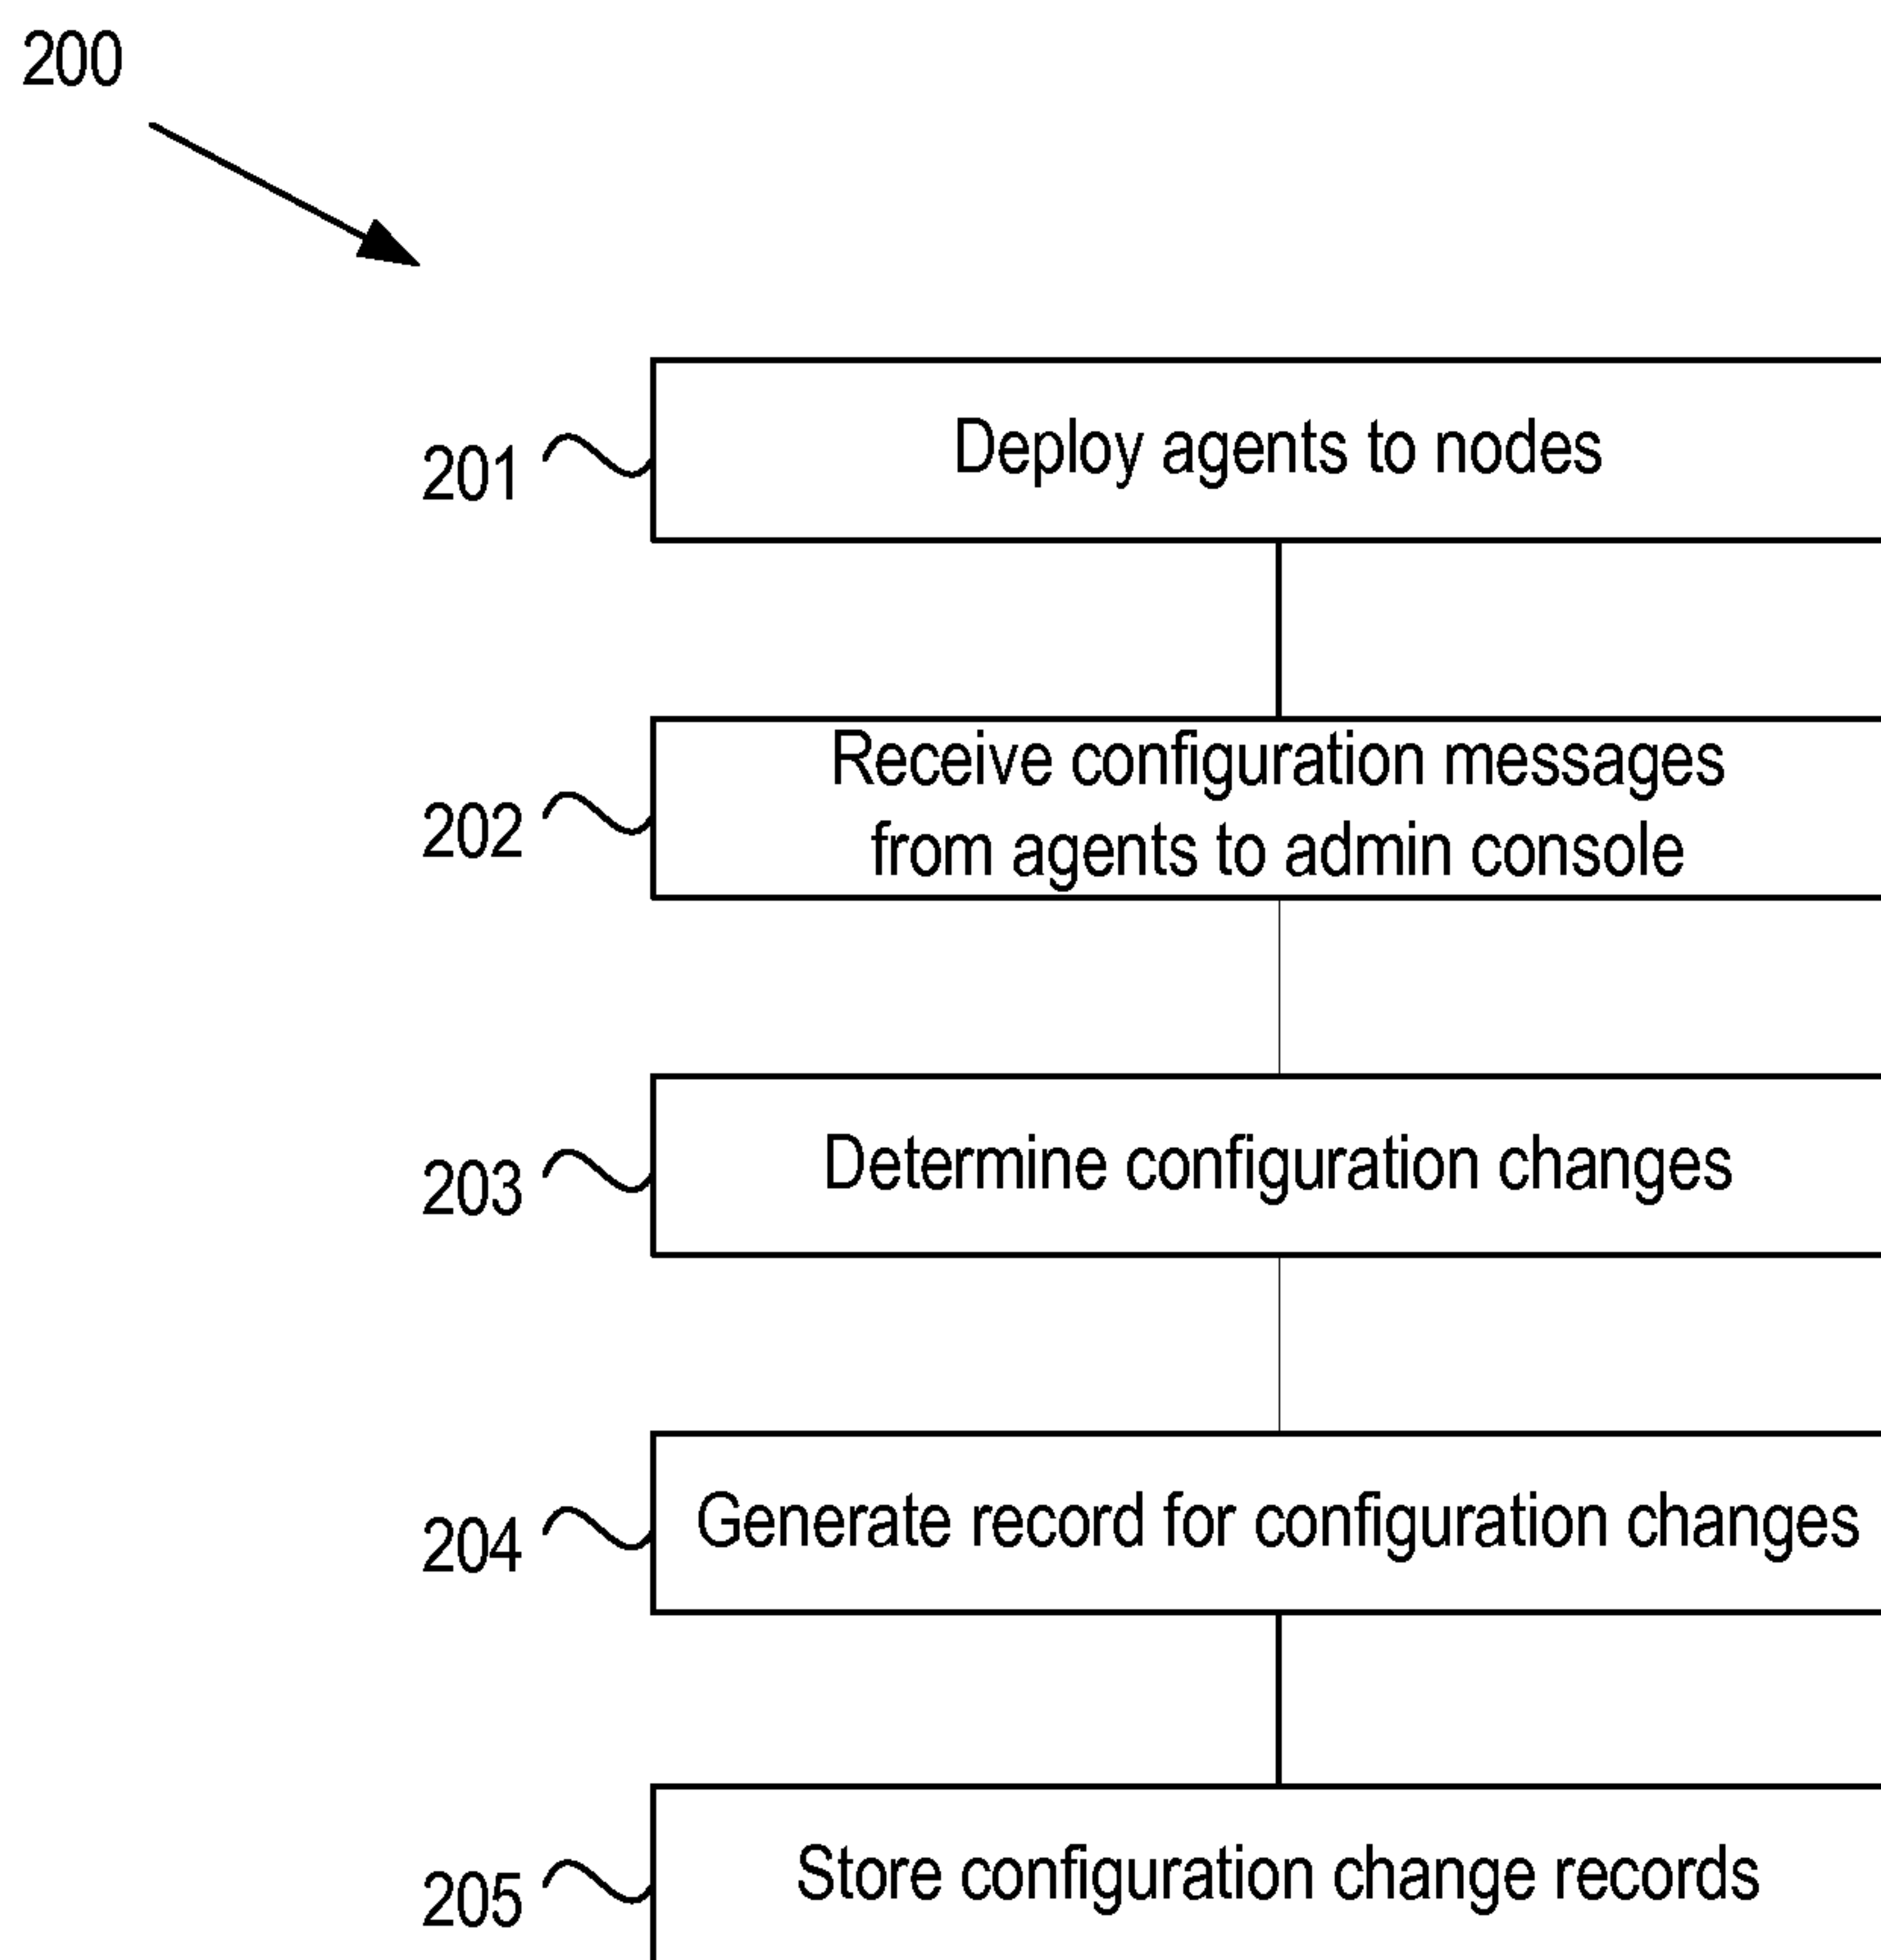 200
201
Deploy agents to nodes
202
Receive configuration messages
from agents to admin console
203
Determine configuration changes
204
Generate record for configuration changes
205
Store configuration change records